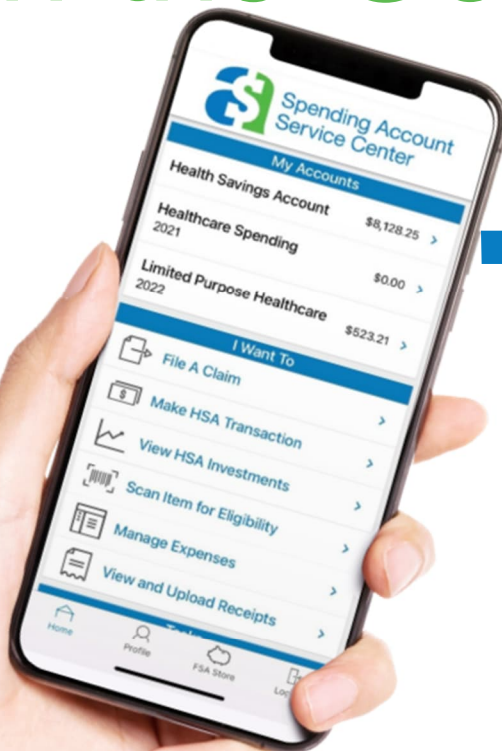 Spending Account
Service Center
My Accounts
Health Savings Account $8,128.25
Healthcare Spending $0.00
2021
Limited Purpose Healthcare $523.21
2022
I Want To
File A Claim
Make HSA Transaction
View HSA Investments
Scan Item for Eligibility
Manage Expenses
View and Upload Receipts
Home
Profile
FSA Store